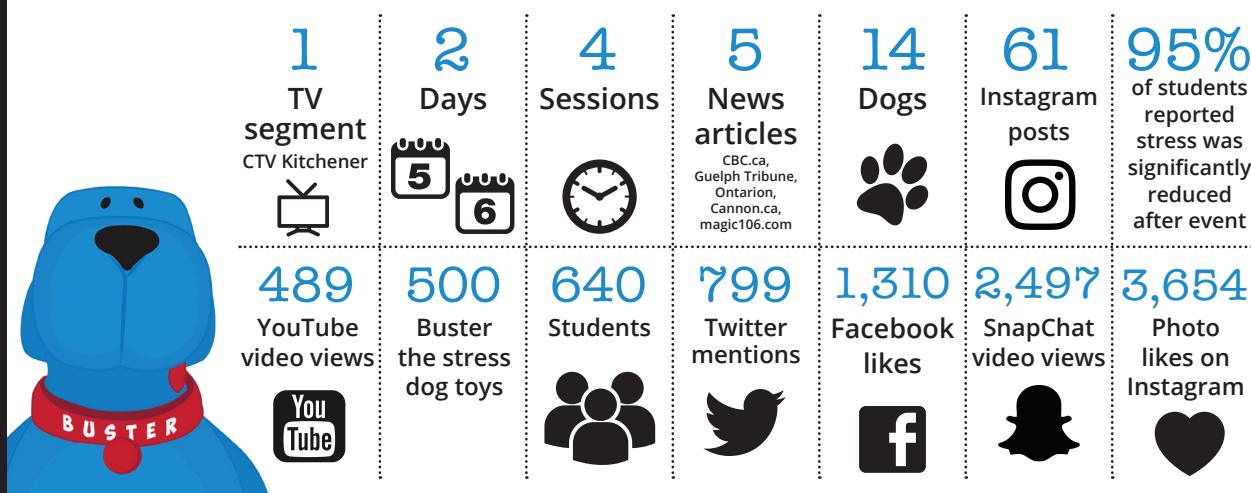 1
TV
segment
CTV Kitchener
2
Days
5
6
4
Sessions
5
News
articles
CBC.ca,
Guelph Tribune,
Ontarion,
Cannon.ca,
magic106.com
14
Dogs
61
Instagram
posts
95%
of students
reported
stress was
significantly
reduced
after event
489
YouTube
video views
You
Tube
500
Buster
the stress
dog toys
640
Students
799
Twitter
mentions
1,310
Facebook
likes
f
2,497
SnapChat
video views
3,654
Photo
likes on
Instagram
BUSTER